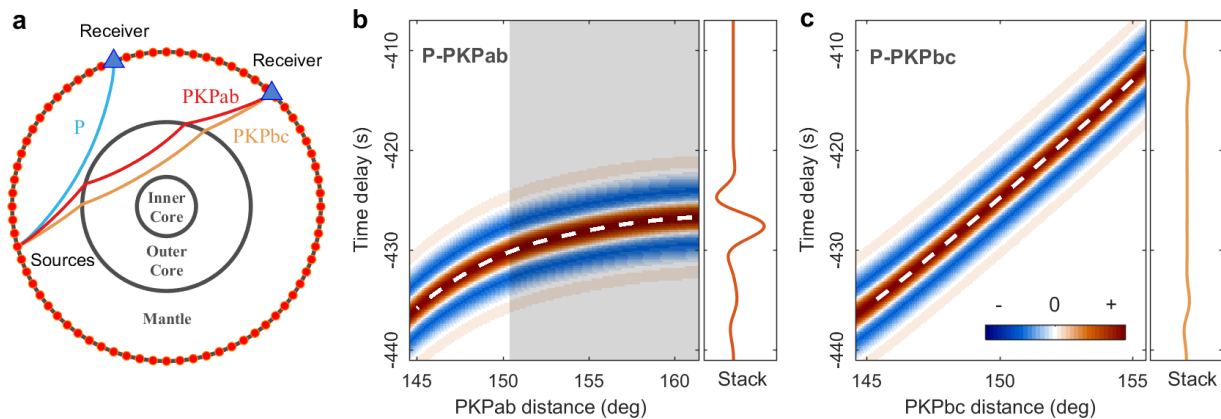 a
Receiver
Receiver
PKPab
P
PKPbc
Inner
Core
Outer
Core
Sources
Mantle
b
P-PKPab
-410
-420
-430
-440
Time delay (s)
145
150
155
160
PKPab distance (deg)
Stack
c
P-PKPbc
-410
-420
-430
-440
Time delay (s)
- 0 +
145
150
155
PKPbc distance (deg)
Stack